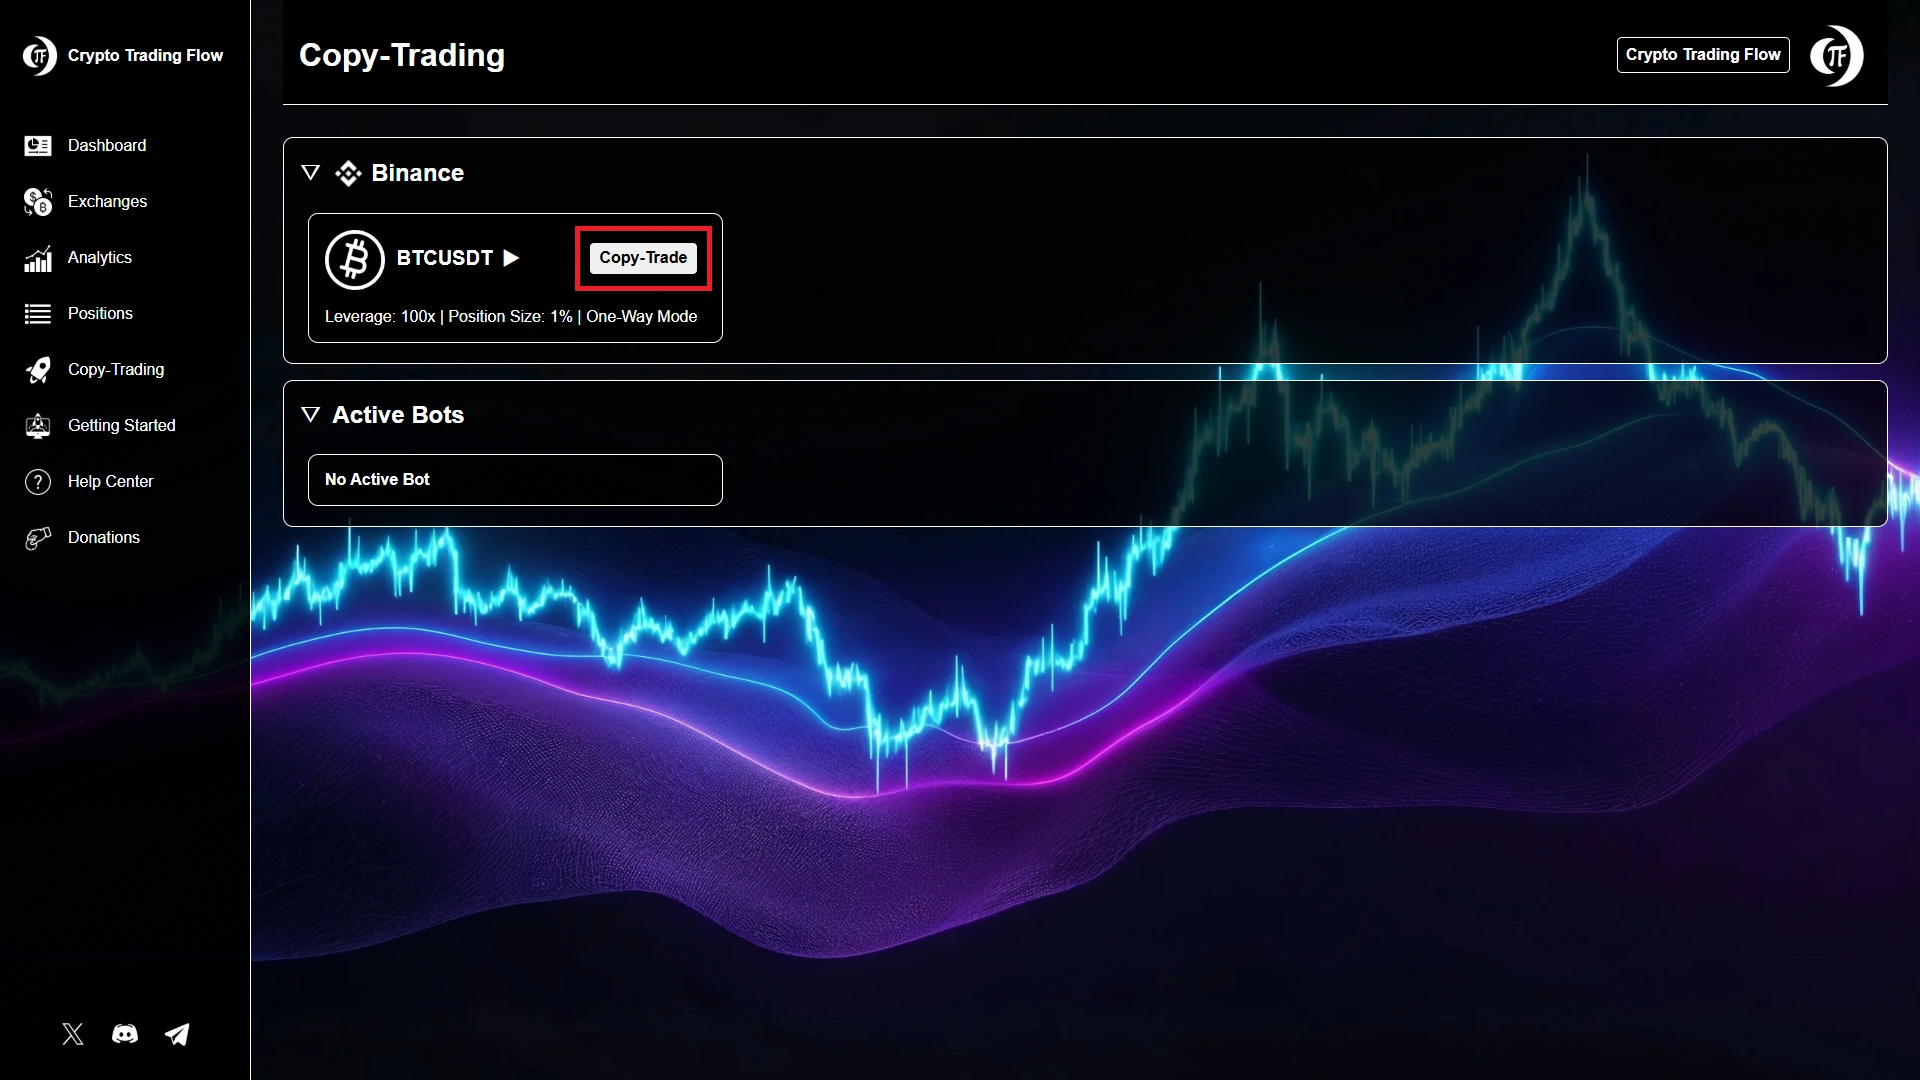 Crypto Trading Flow
Dashboard
Exchanges
Analytics
Positions
Copy-Trading
Getting Started
Help Center
Donations
Copy-Trading
Crypto Trading Flow
Binance
BTCUSDT
Copy-Trade
Leverage: 100x | Position Size: 1% | One-Way Mode
Active Bots
No Active Bot